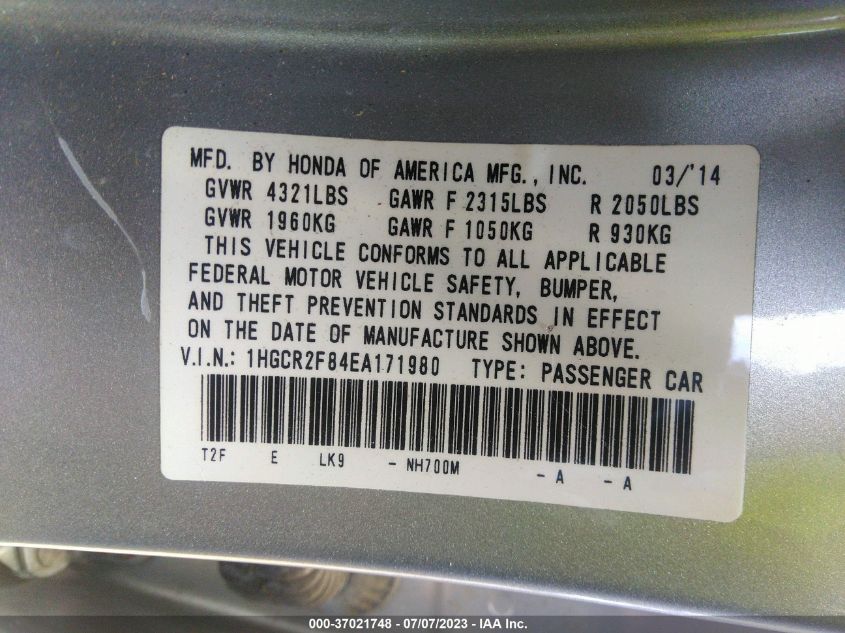 MFD. BY HONDA OF AMERICA MFG., INC. 03/'14
GVWR 4321LBS GAWR F 2315LBS R 2050LBS
GVWR 1960KG GAWR F 1050KG R 930KG
THIS VEHICLE CONFORMS TO ALL APPLICABLE
FEDERAL MOTOR VEHICLE SAFETY, BUMPER,
AND THEFT PREVENTION STANDARDS IN EFFECT
ON THE DATE OF MANUFACTURE SHOWN ABOVE.
V.I.N.: 1HGCR2F84EA171980 TYPE: PASSENGER CAR
T2F E LK9 - NH700M - A - A
000-37021748 - 07/07/2023 - IAA Inc.